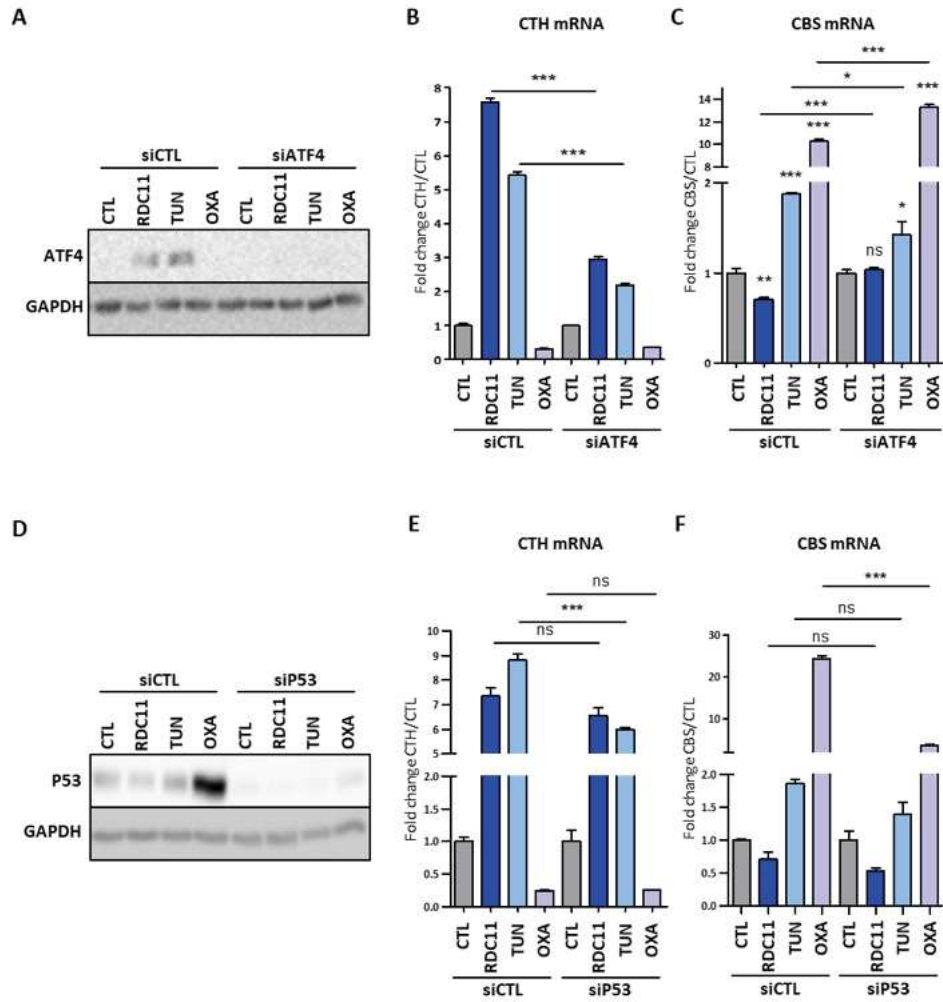 A
siCTL siATF4
CTL RDC11 TUN OXA CTL RDC11 TUN OXA
ATF4
GAPDH
B
CTH mRNA
***
***
Fold change CTH/CTL
8
7
6
5
4
3
2
1
0
CTL RDC11 TUN OXA CTL RDC11 TUN OXA
siCTL siATF4
C
CBS mRNA
***
*
***
***
***
***
**
ns
*
Fold change CBS/CTL
14
12
10
8
6
2
1
0
CTL RDC11 TUN OXA CTL RDC11 TUN OXA
siCTL siATF4
D
siCTL siP53
CTL RDC11 TUN OXA CTL RDC11 TUN OXA
P53
GAPDH
E
CTH mRNA
ns
***
ns
Fold change CTH/CTL
10
9
8
7
6
5
2.0
1.5
1.0
0.5
0.0
CTL RDC11 TUN OXA CTL RDC11 TUN OXA
siCTL siP53
F
CBS mRNA
***
ns
ns
Fold change CBS/CTL
30
20
10
2.0
1.5
1.0
0.5
0.0
CTL RDC11 TUN OXA CTL RDC11 TUN OXA
siCTL siP53